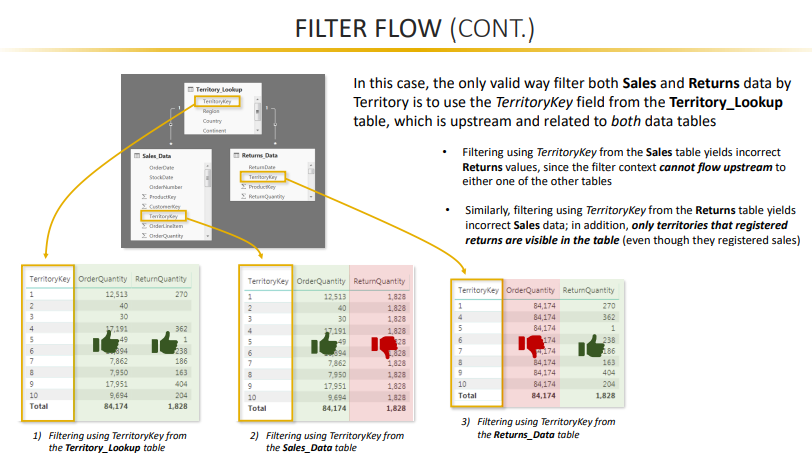 FILTER FLOW (CONT.)
In this case, the only valid way filter both Sales and Returns data by
Territory is to use the TerritoryKey field from the Territory_Lookup
table, which is upstream and related to both data tables
• Filtering using TerritoryKey from the Sales table yields incorrect
Returns values, since the filter context cannot flow upstream to
either one of the other tables
• Similarly, filtering using TerritoryKey from the Returns table yields
incorrect Sales data; in addition, only territories that registered
returns are visible in the table (even though they registered sales)
Territory_Lookup
TerritoryKey
Region
Country
Continent
Sales_Data
OrderDate
StockDate
OrderNumber
Σ ProductKey
Σ CustomerKey
TerritoryKey
Σ OrderLineItem
Σ OrderQuantity
Returns_Data
ReturnDate
TerritoryKey
Σ ProductKey
Σ ReturnQuantity
TerritoryKey OrderQuantity ReturnQuantity
1 12,513 270
2 40
3 30
4 17,191 362
5 49 1
6 894 238
7 7,862 186
8 7,950 163
9 17,951 404
10 9,694 204
Total 84,174 1,828
1) Filtering using TerritoryKey from
the Territory_Lookup table
TerritoryKey OrderQuantity ReturnQuantity
1 12,513 1,828
2 40 1,828
3 30 1,828
4 17,191 1,828
5 49 828
6 894 828
7 7,862 1,828
8 7,950 1,828
9 17,951 1,828
10 9,694 1,828
Total 84,174 1,828
2) Filtering using TerritoryKey from
the Sales_Data table
TerritoryKey OrderQuantity ReturnQuantity
1 84,174 270
4 84,174 362
5 84,174 1
6 174 238
7 4,174 186
8 84,174 163
9 84,174 404
10 84,174 204
Total 84,174 1,828
3) Filtering using TerritoryKey from
the Returns_Data table